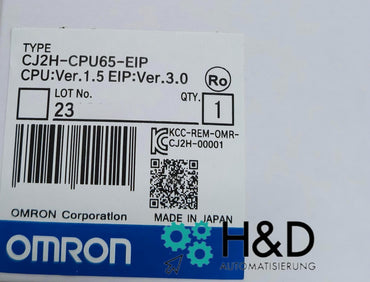 TYPE
CJ2H-CPU65-EIP
CPU:Ver.1.5 EIP:Ver.3.0
Ro
LOT No.
QTY.
23
1
KCC-REM-OMR-
CJ2H-00001
OMRON Corporation
MADE IN JAPAN
OMRON
H&D
AUTOMATISIERUNG